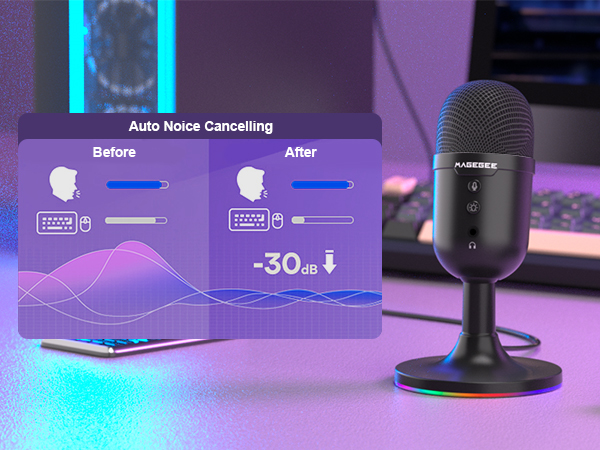 Auto Noice Cancelling
Before
After
-30dB
MAGEGEE